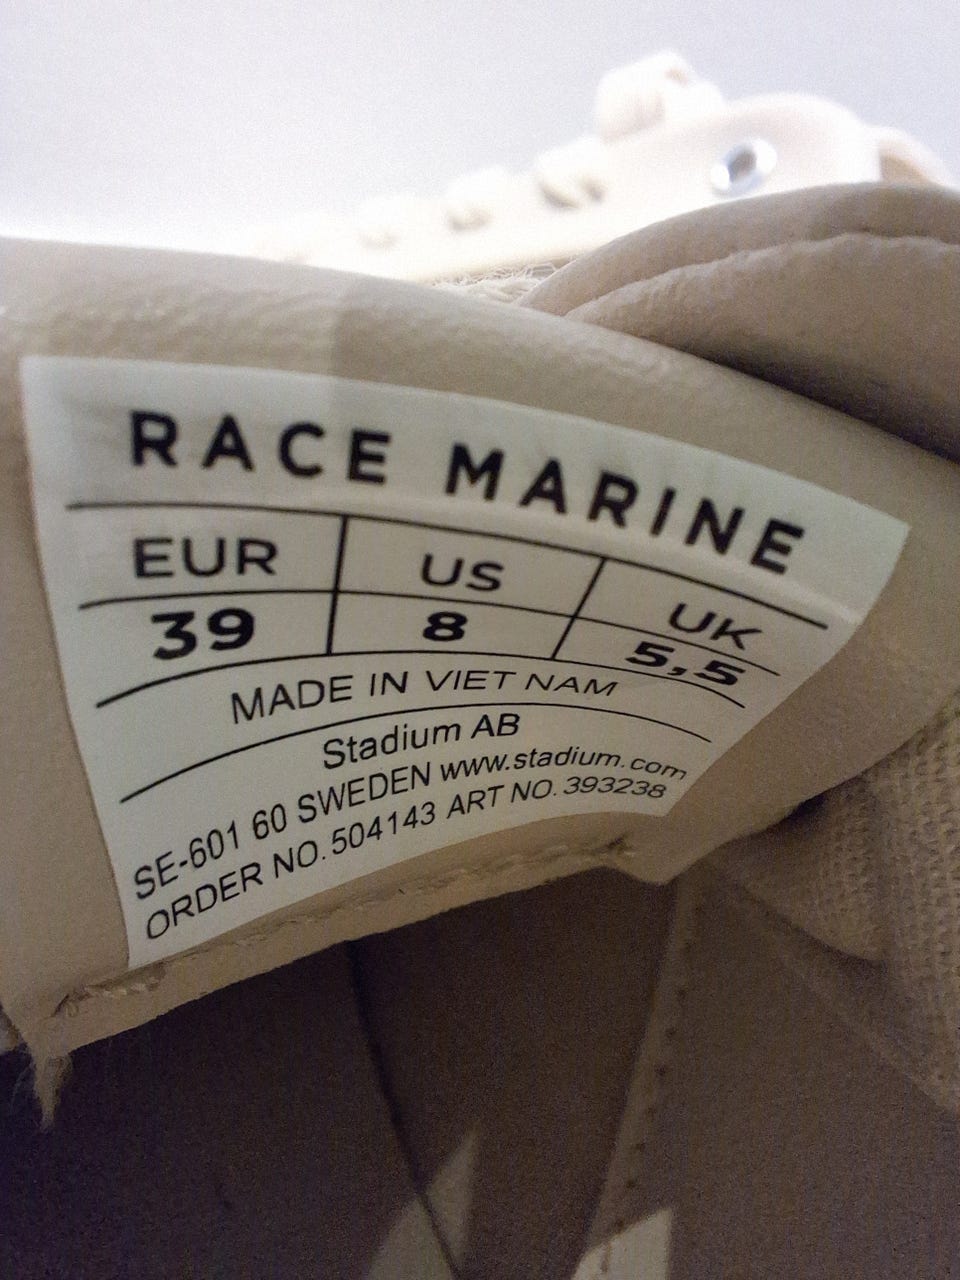 RACE MARINE
EUR US UK
39 8 5,5
MADE IN VIET NAM
Stadium AB
SE-601 60 SWEDEN www.stadium.com
ORDER NO. 504143 ART NO. 393238